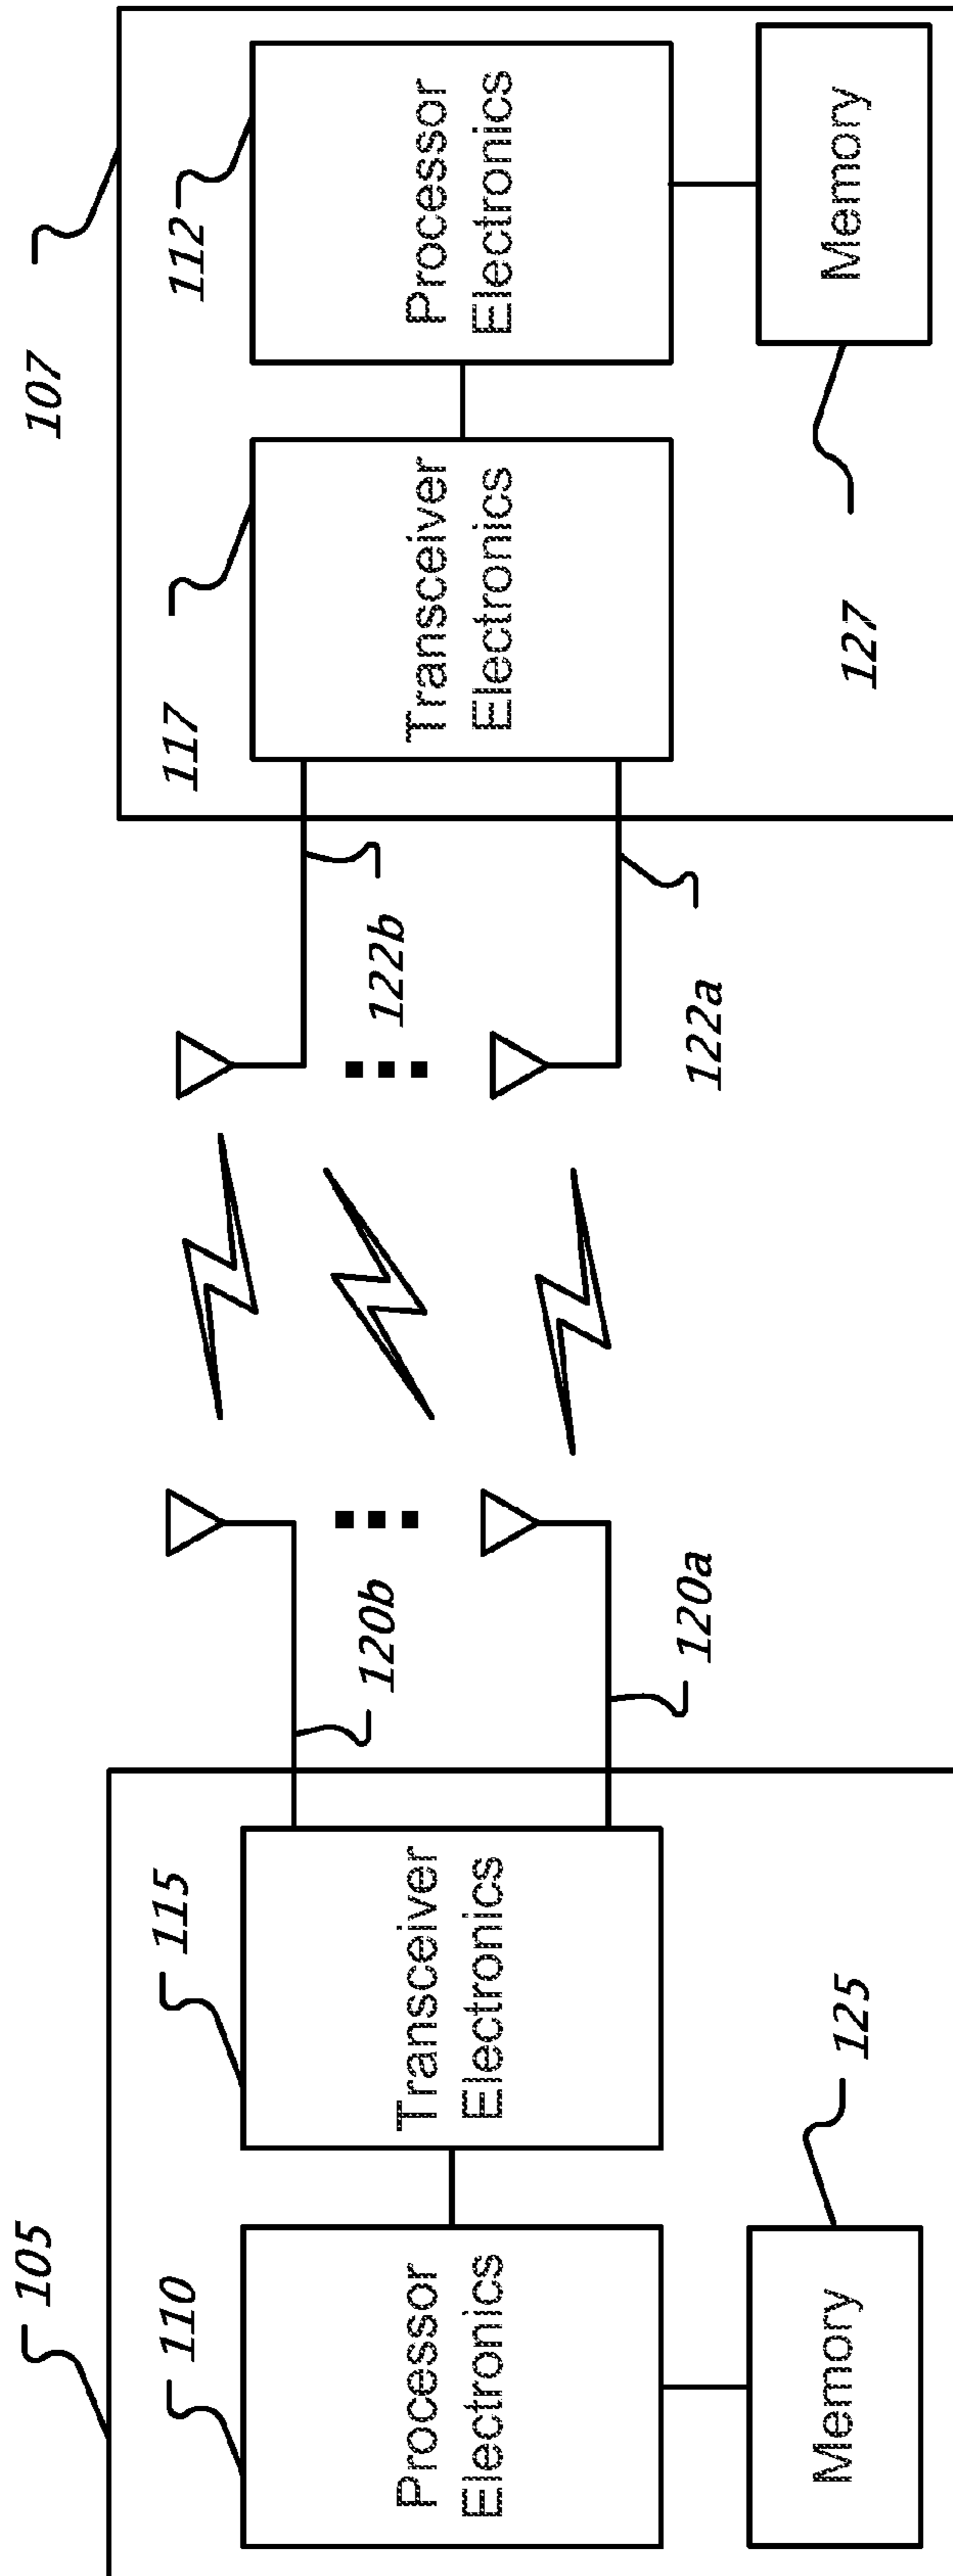 105
110
Processor
Electronics
Memory
125
115
Transceiver
Electronics
120b
120a
122b
122a
107
117
Transceiver
Electronics
112
Processor
Electronics
127
Memory